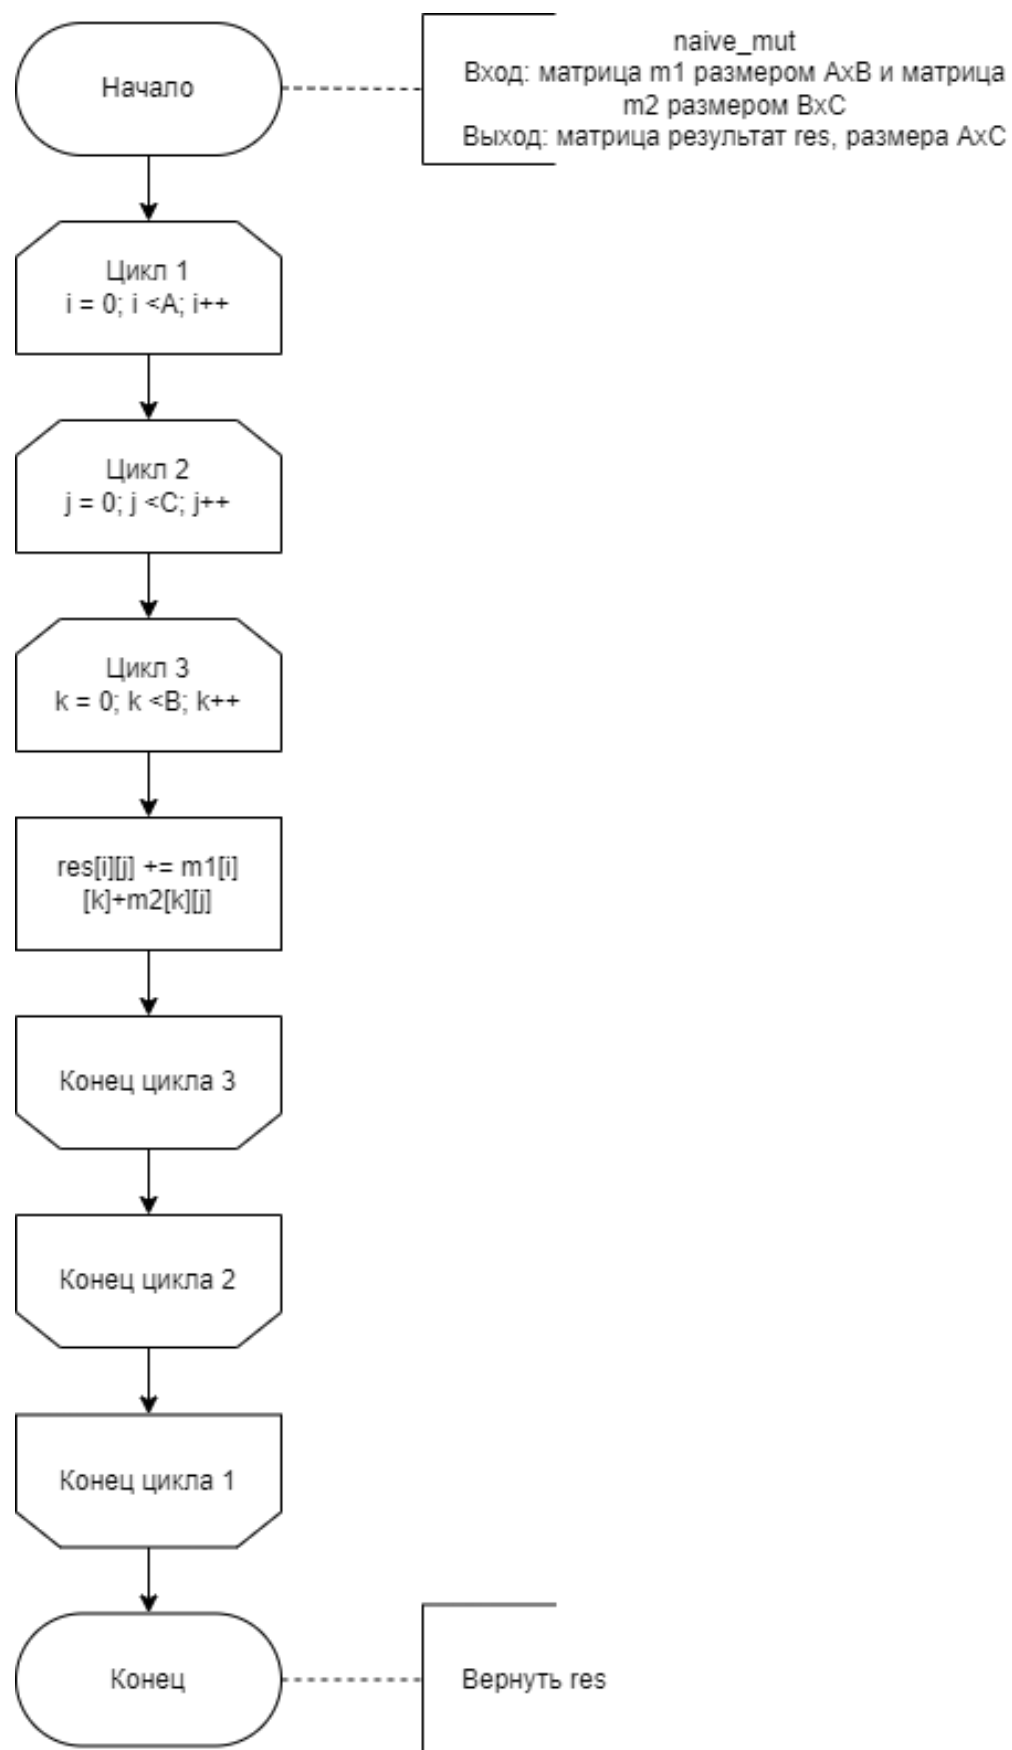 Начало
naive_mut
Вход: матрица m1 размером AxB и матрица
m2 размером BxC
Выход: матрица результат res, размера AxC
Цикл 1
i = 0; i <A; i++
Цикл 2
j = 0; j <C; j++
Цикл 3
k = 0; k <B; k++
res[i][j] += m1[i]
[k]+m2[k][j]
Конец цикла 3
Конец цикла 2
Конец цикла 1
Конец
Вернуть res